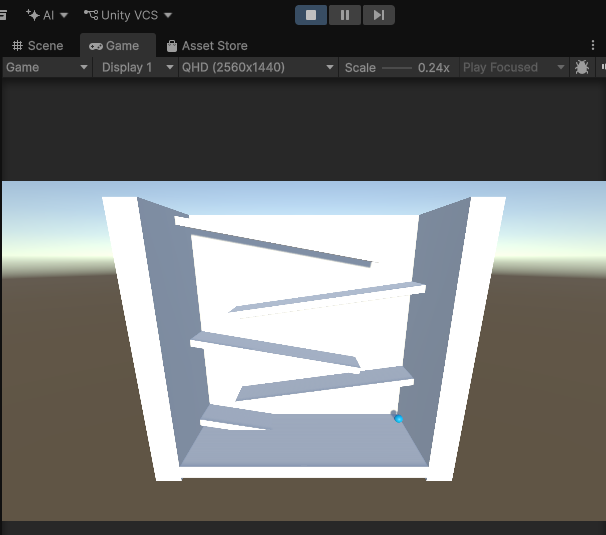 AI Unity VCS
Scene Game Asset Store
Game Display 1 QHD (2560x1440) Scale 0.24x Play Focused